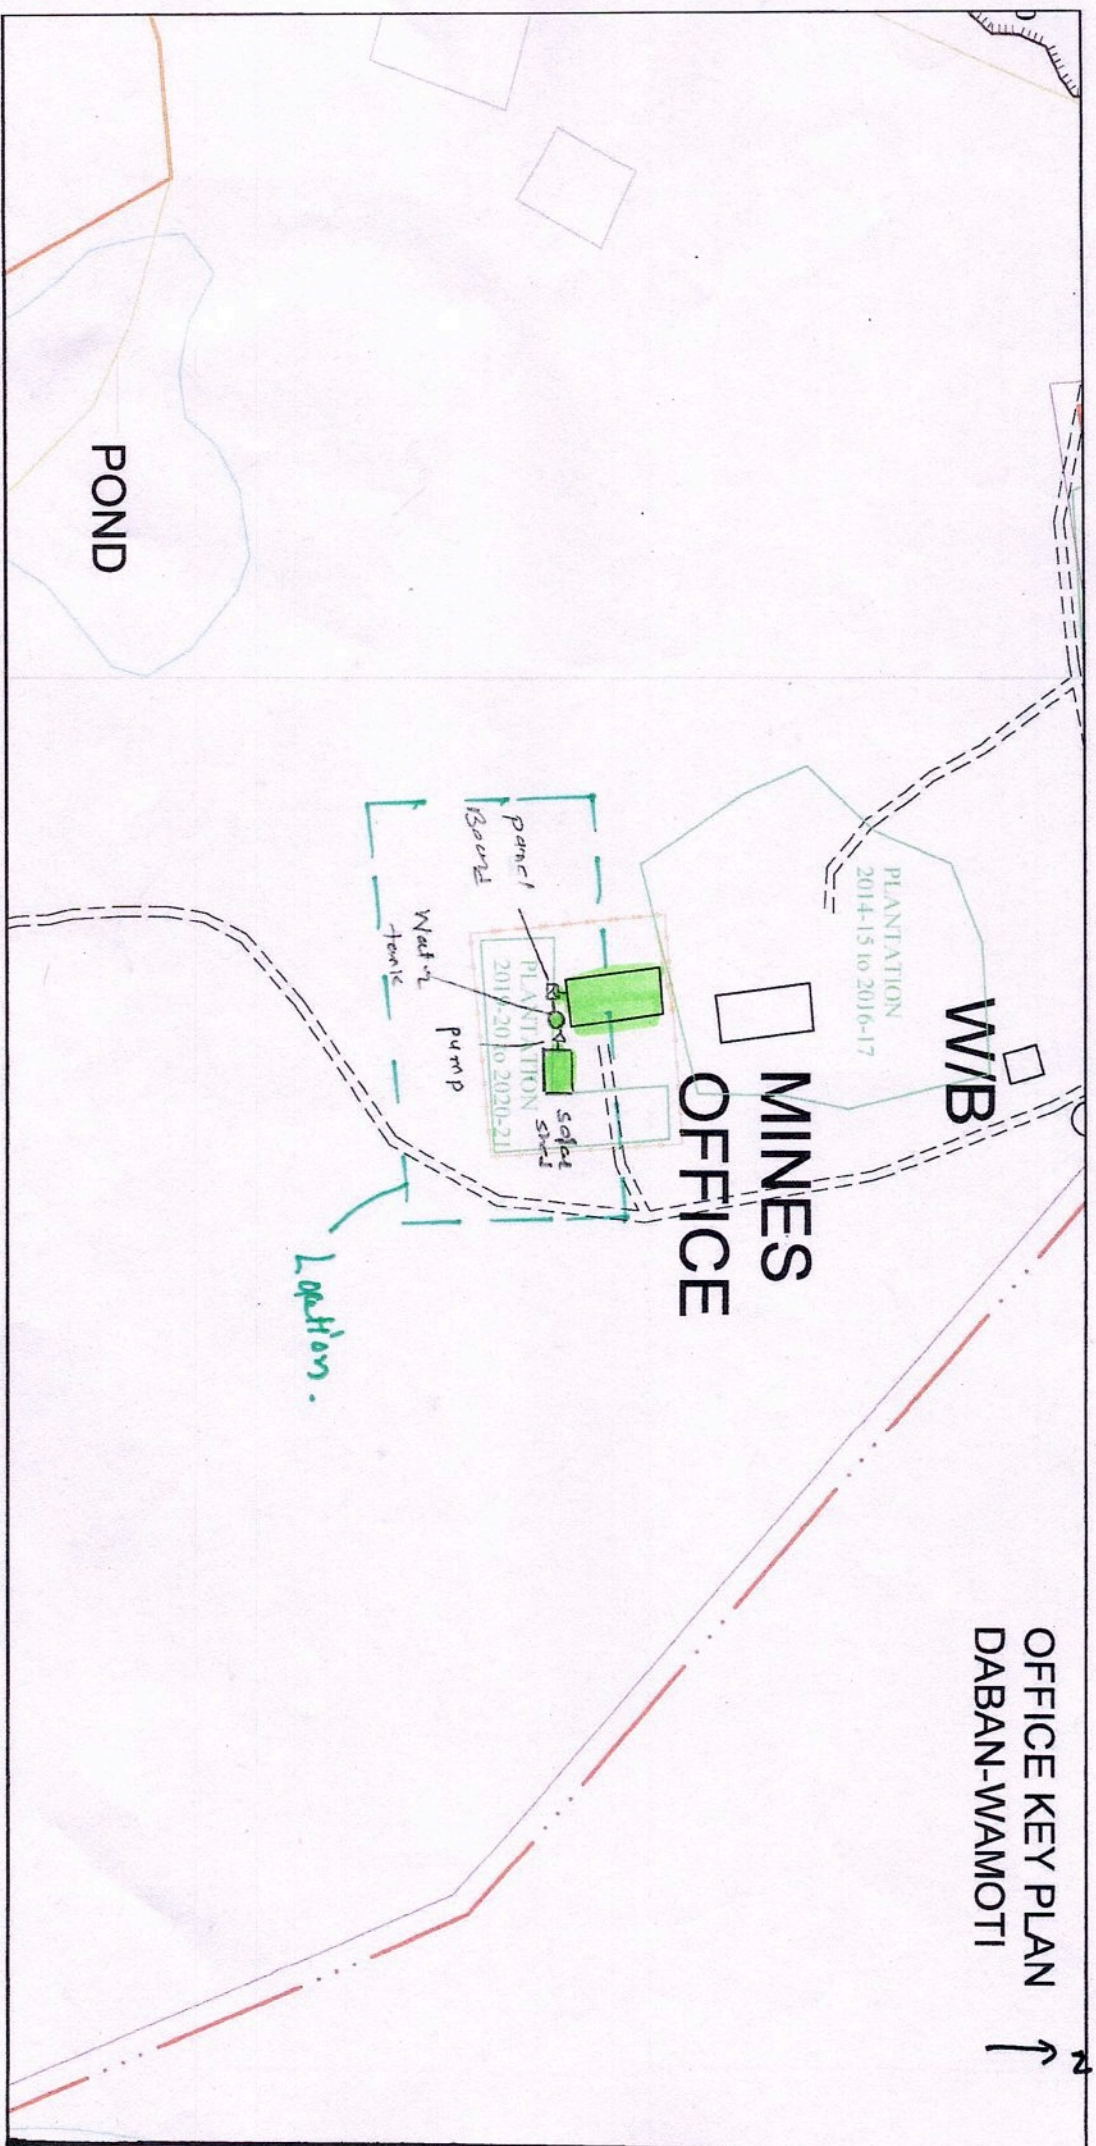 OFFICE KEY PLAN
DABAN-WAMOTI
N
W/B
PLANTATION
2014-15 to 2016-17
MINES
OFFICE
PLANTATION
2019-20 to 2020-21
panel
Board
Water
tank
pump
solar
shed
Location.
POND